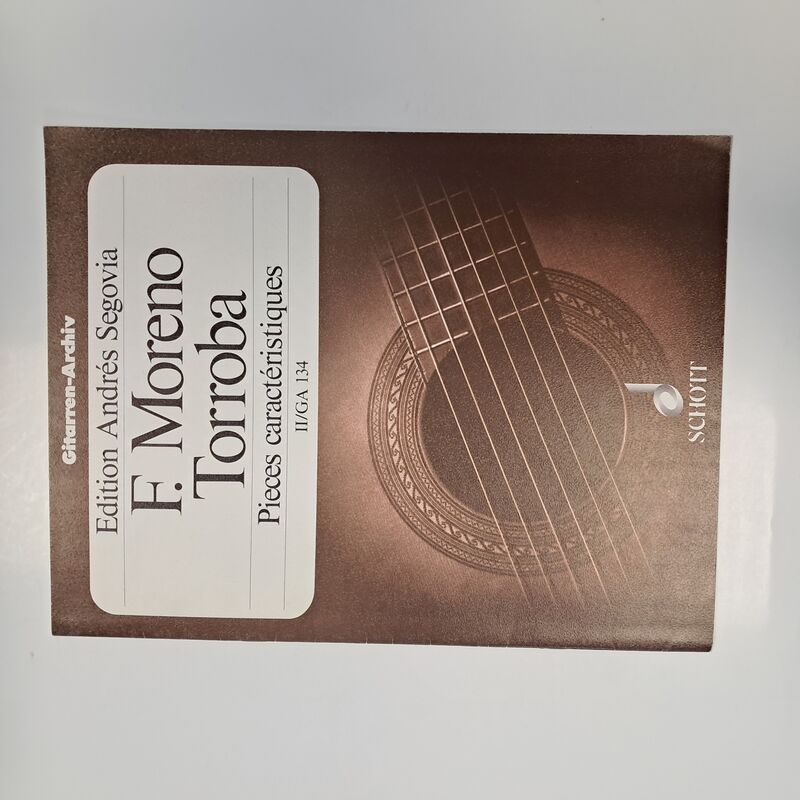 Gitarren-Archiv
Edition Andrés Segovia
F. Moreno
Torroba
Pieces caractéristiques
II/GA 134
SCHOTT